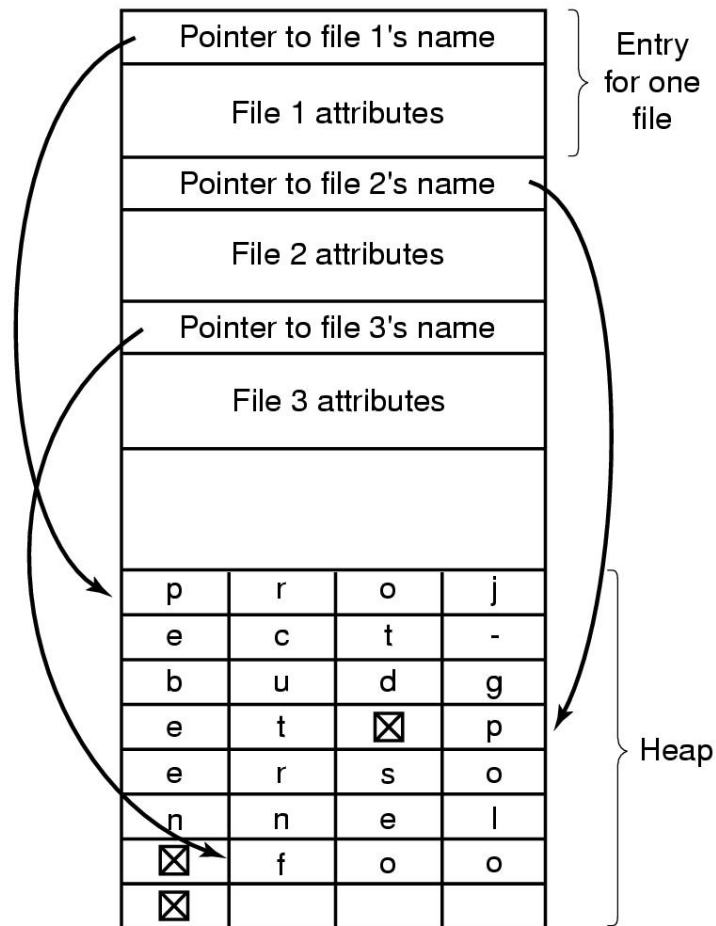 Pointer to file 1's name
Entry
for one
file
File 1 attributes
Pointer to file 2's name
File 2 attributes
Pointer to file 3's name
File 3 attributes
p r o j
e c t -
b u d g
e t ☒ p
e r s o
n n e l
☒ f o o
☒
Heap